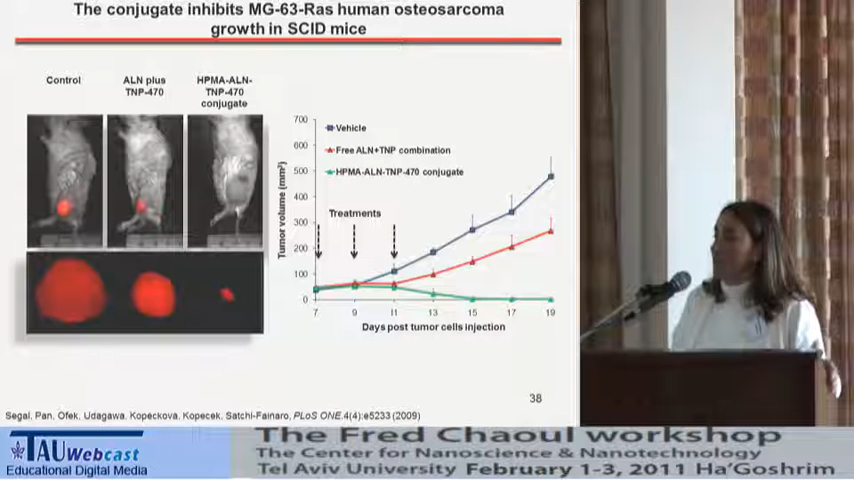 The conjugate inhibits MG-63-Ras human osteosarcoma
growth in SCID mice
Control
ALN plus
TNP-470
HPMA-ALN-
TNP-470
conjugate
Tumor volume (mm³)
700
600
500
400
300
200
100
0
Vehicle
Free ALN+TNP combination
HPMA-ALN-TNP-470 conjugate
Treatments
7 9 11 13 15 17 19
Days post tumor cells injection
38
Segal, Pan, Ofek, Udagawa, Kopeckova, Kopecek, Satchi-Fainaro, PLoS ONE.4(4):e5233 (2009)
TAU Webcast
Educational Digital Media
The Fred Chaoul workshop
The Center for Nanoscience & Nanotechnology
Tel Aviv University February 1-3, 2011 Ha'Goshrim